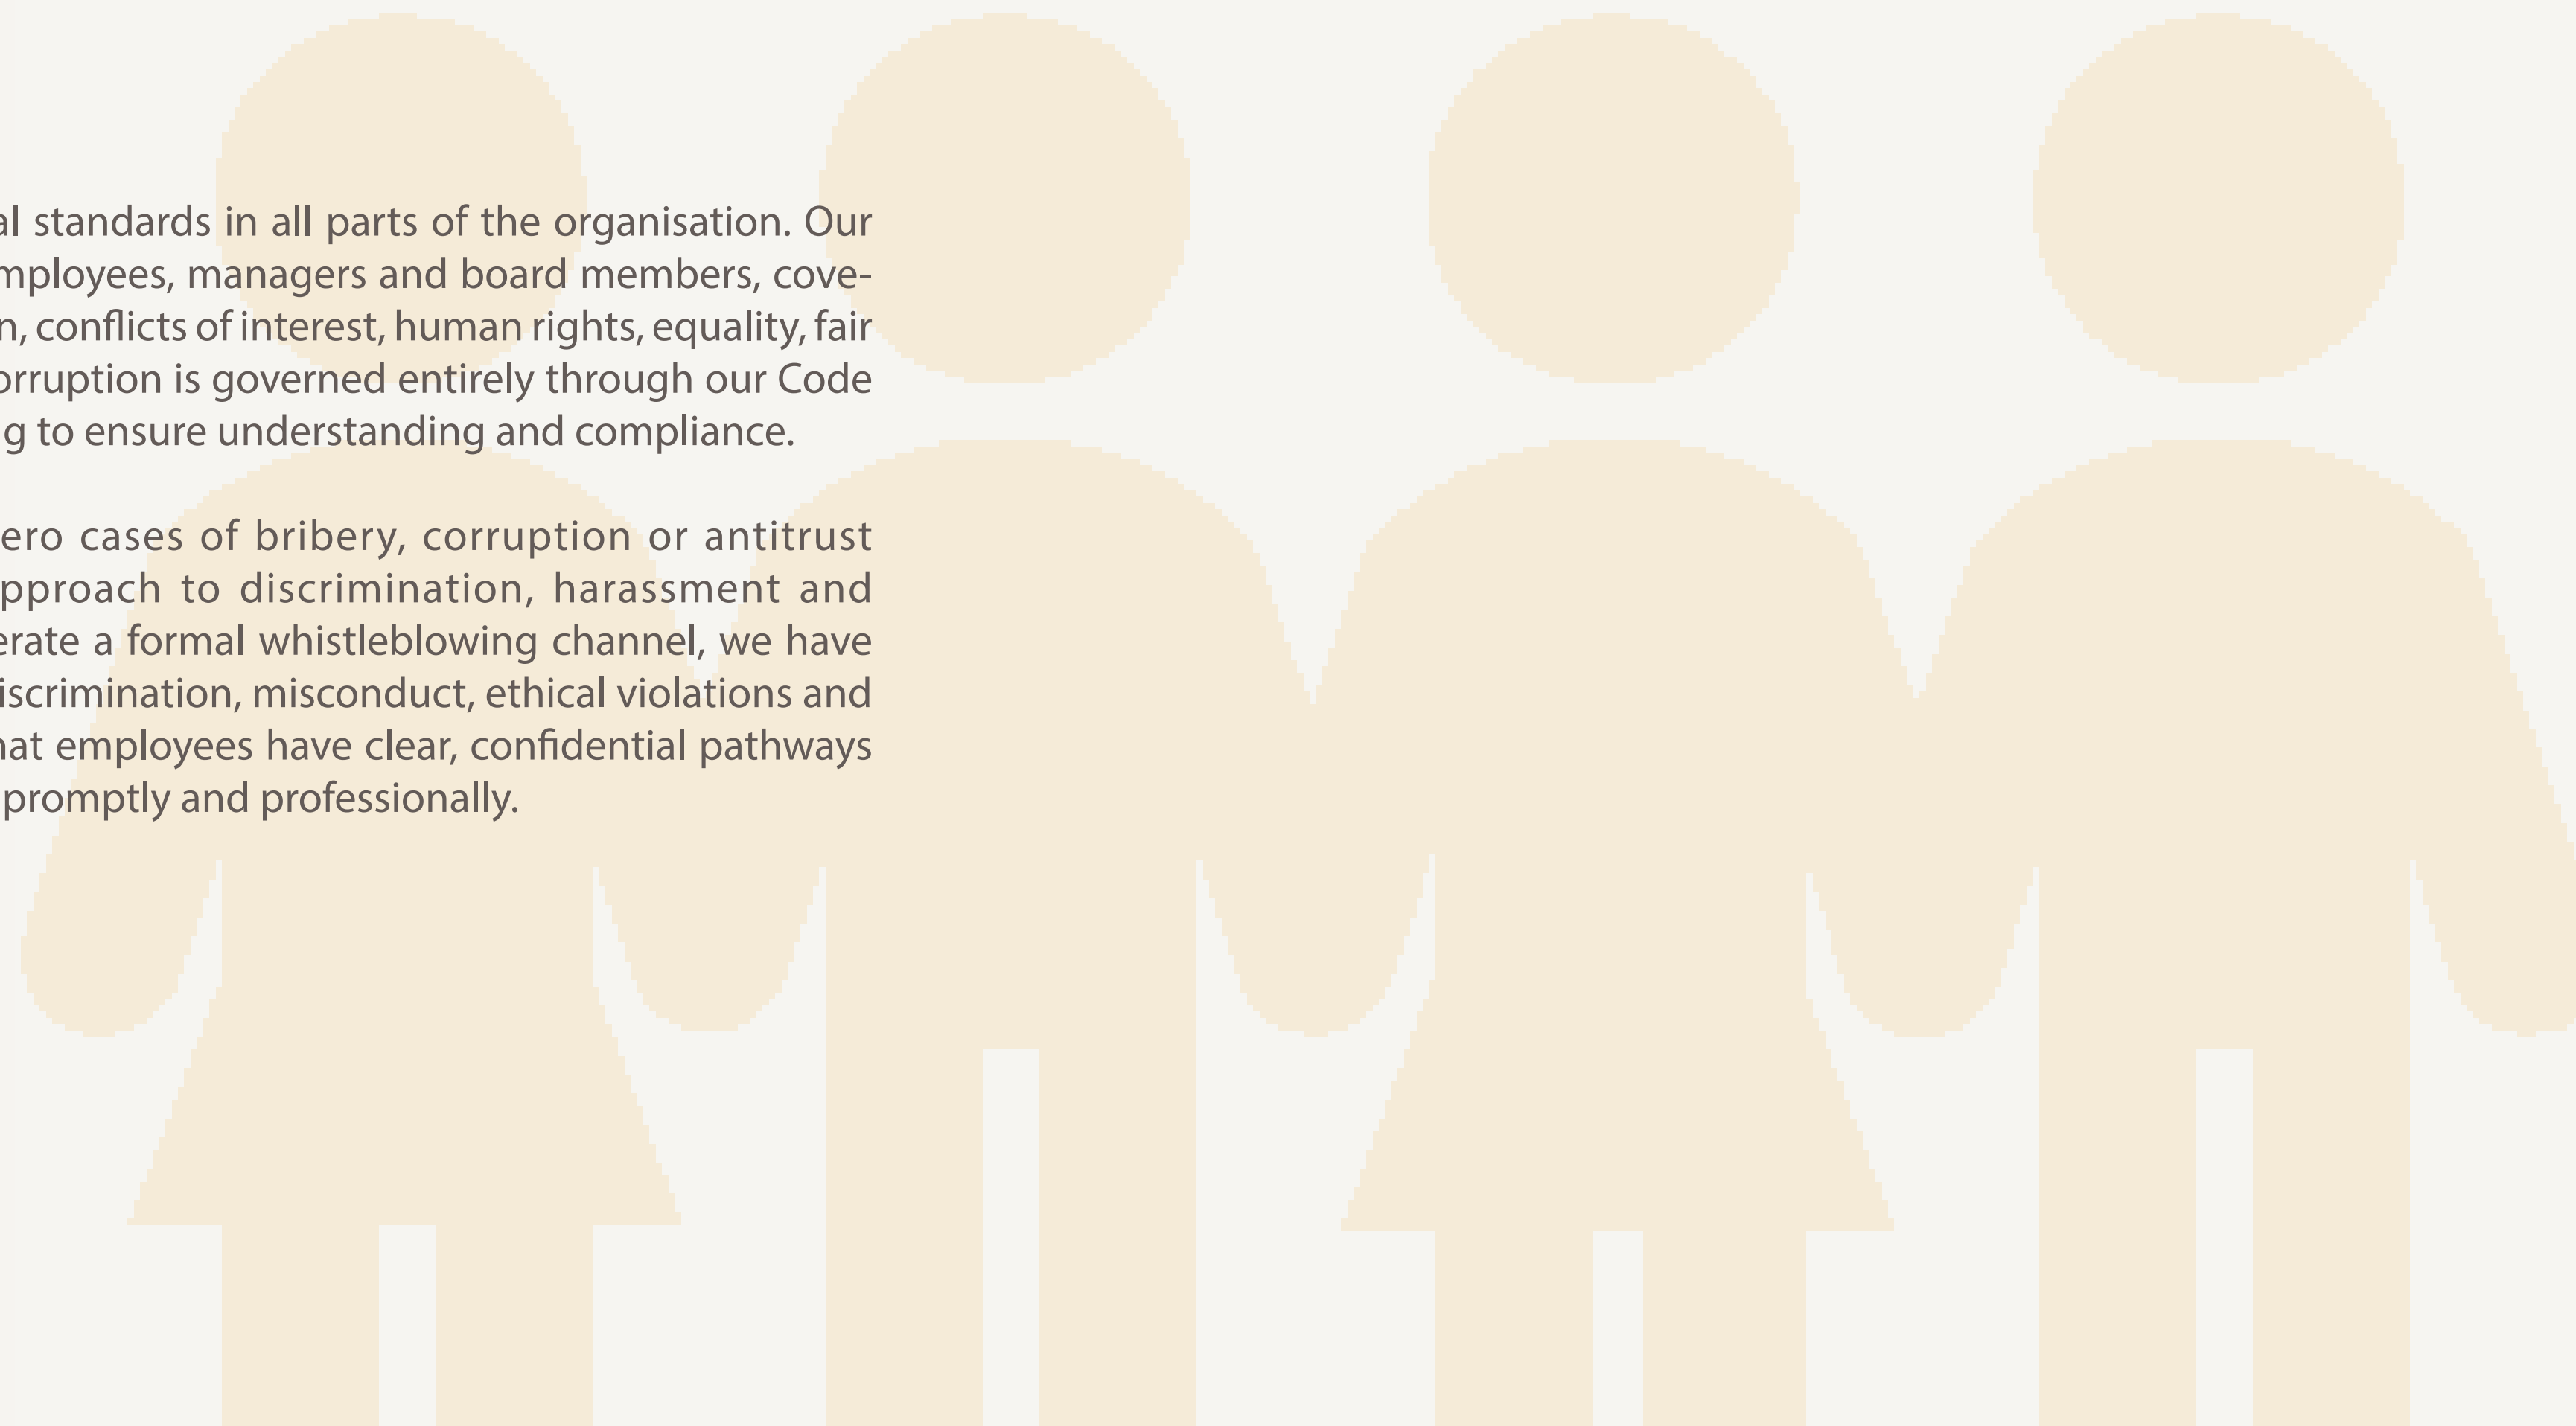 al standards in all parts of the organisation. Our
mployees, managers and board members, cove-
n, conflicts of interest, human rights, equality, fair
orruption is governed entirely through our Code
g to ensure understanding and compliance.
ero cases of bribery, corruption or antitrust
pproach to discrimination, harassment and
erate a formal whistleblowing channel, we have
iscrimination, misconduct, ethical violations and
hat employees have clear, confidential pathways
promptly and professionally.